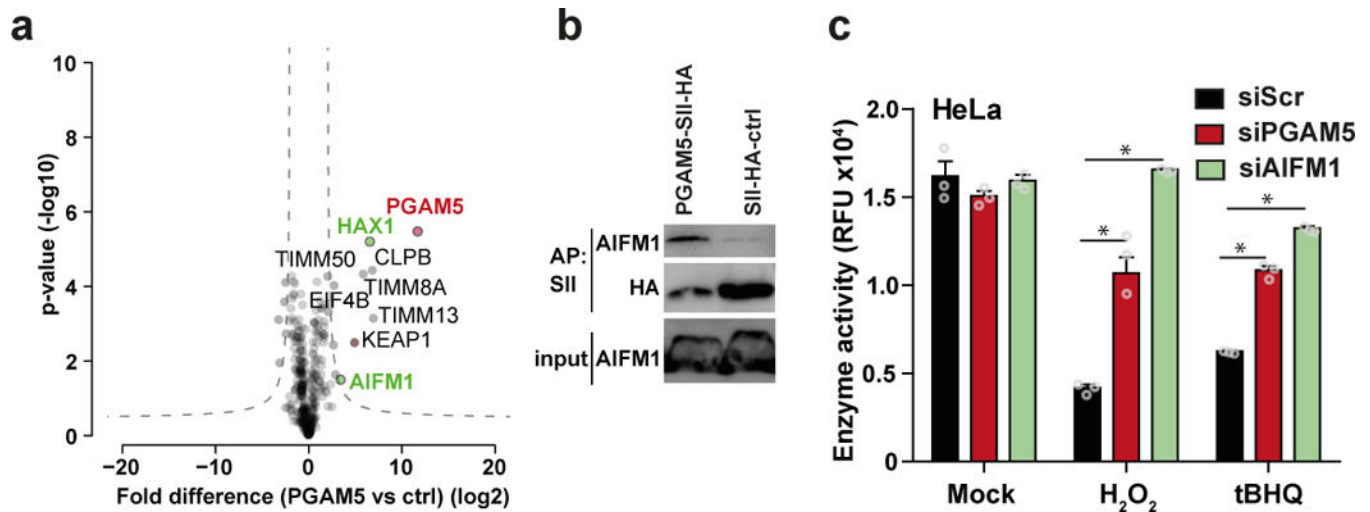 a
10
8
6
4
2
0
p-value (-log10)
PGAM5
HAX1
TIMM50
CLPB
TIMM8A
EIF4B
TIMM13
KEAP1
AIFM1
−20
−10
0
10
20
Fold difference (PGAM5 vs ctrl) (log2)
b
PGAM5-SII-HA
SII-HA-ctrl
AP:
SII
AIFM1
HA
input
AIFM1
c
HeLa
siScr
siPGAM5
siAIFM1
2.0
1.5
1.0
0.5
0
Enzyme activity (RFU x10⁴)
*
*
*
*
Mock
H₂O₂
tBHQ